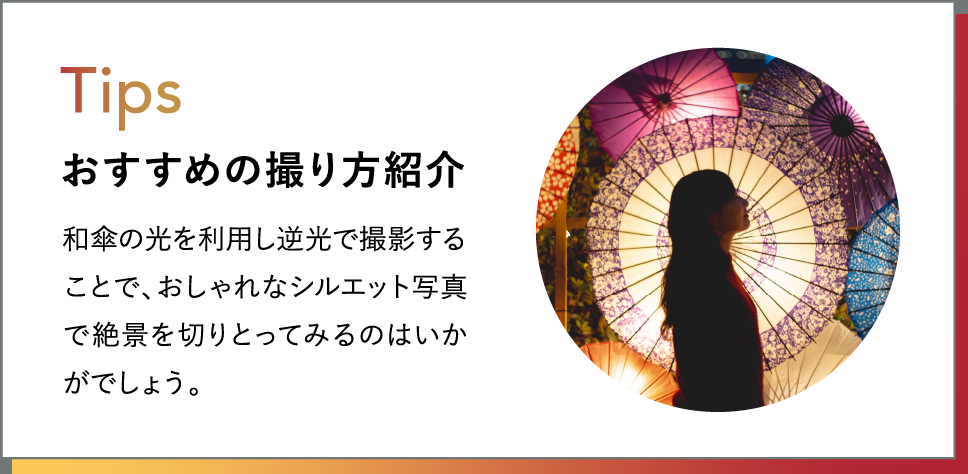 Tips
おすすめの撮り方紹介
和傘の光を利用し逆光で撮影する
ことで、おしゃれなシルエット写真
で絶景を切りとってみるのはいか
がでしょう。